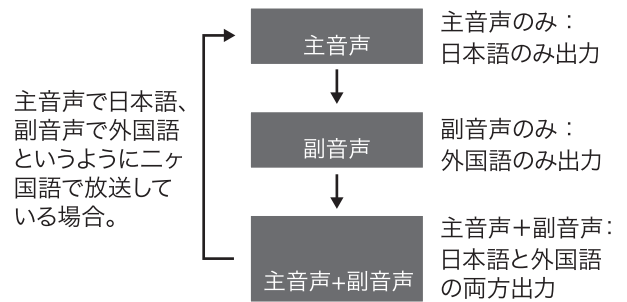 主音声で日本語、
副音声で外国語
というように二ヶ
国語で放送して
いる場合。
主音声
主音声のみ：
日本語のみ出力
副音声
副音声のみ：
外国語のみ出力
主音声+副音声
主音声＋副音声：
日本語と外国語
の両方出力